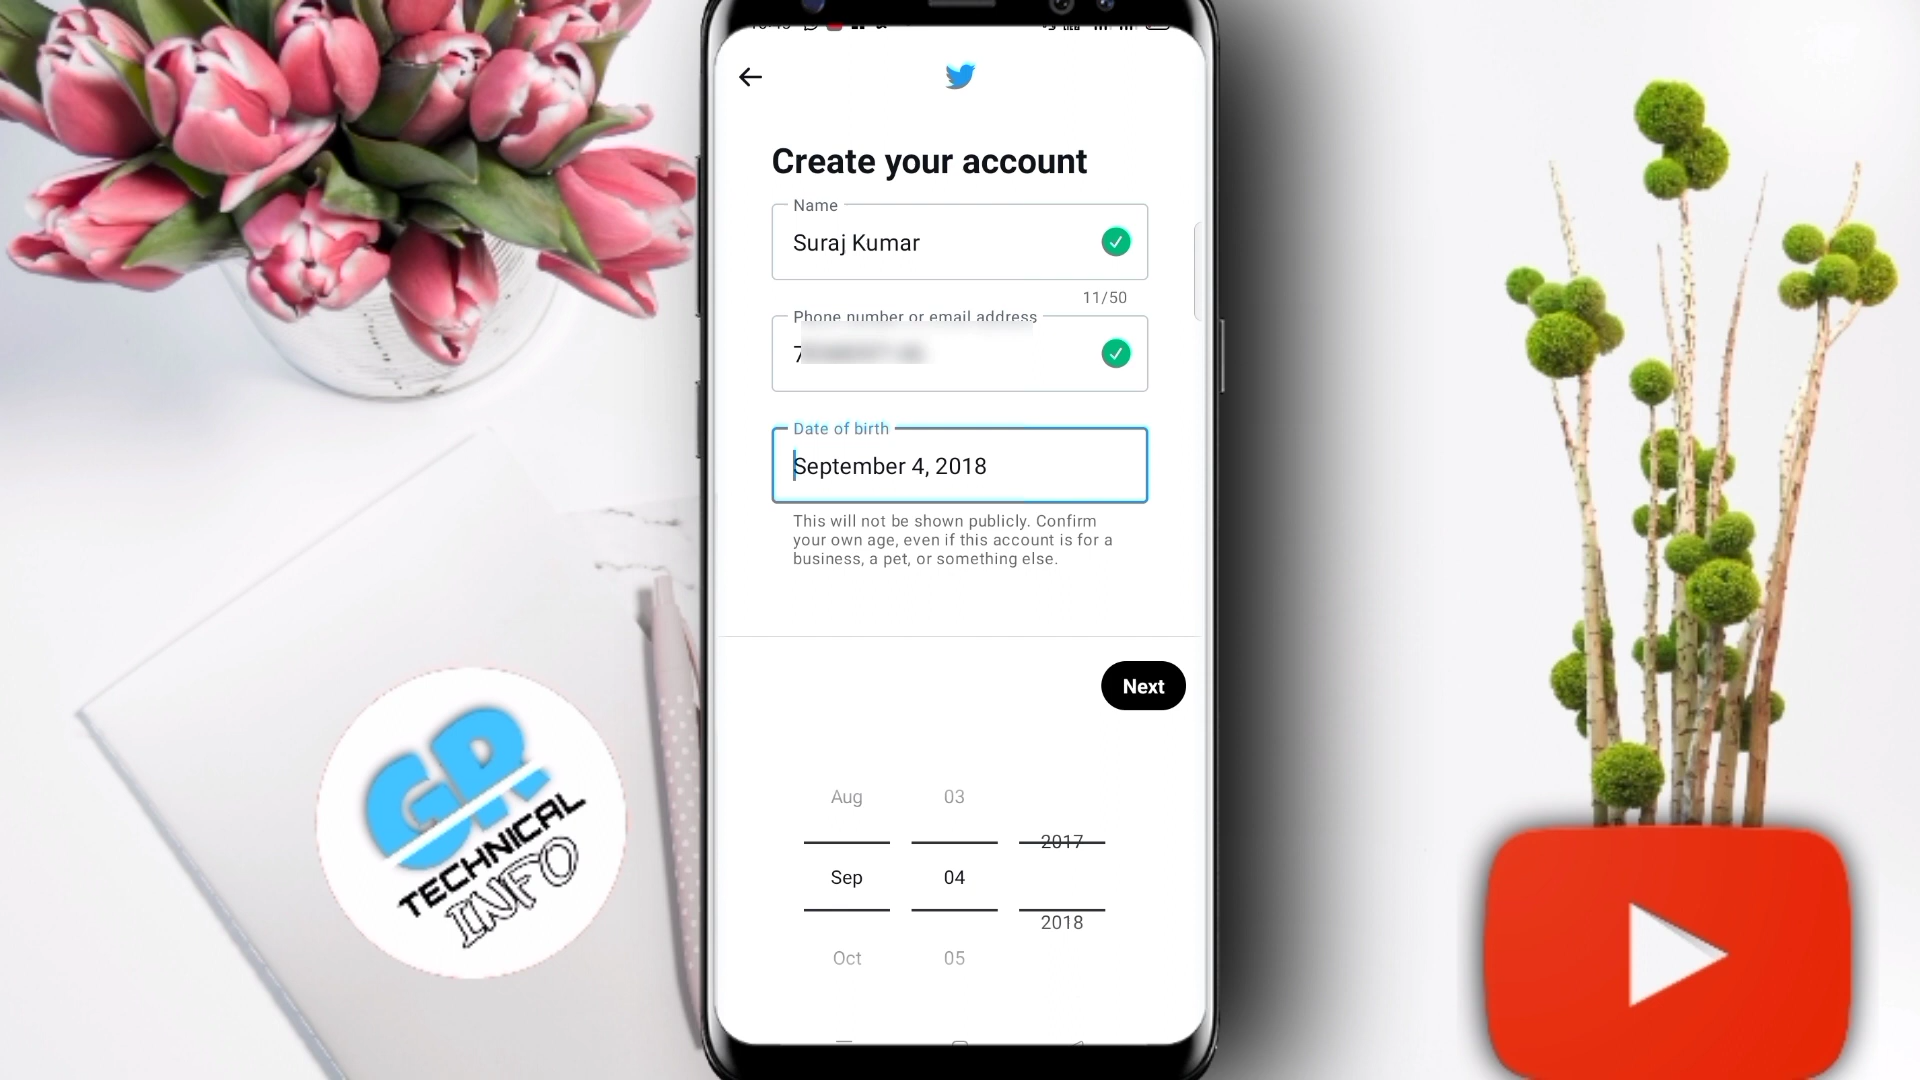 Create your account
Name
Suraj Kumar
11/50
Phone number or email address
7
Date of birth
September 4, 2018
This will not be shown publicly. Confirm
your own age, even if this account is for a
business, a pet, or something else.
Next
Aug 03
2017
Sep 04
2018
Oct 05
GR
TECHNICAL
INFO